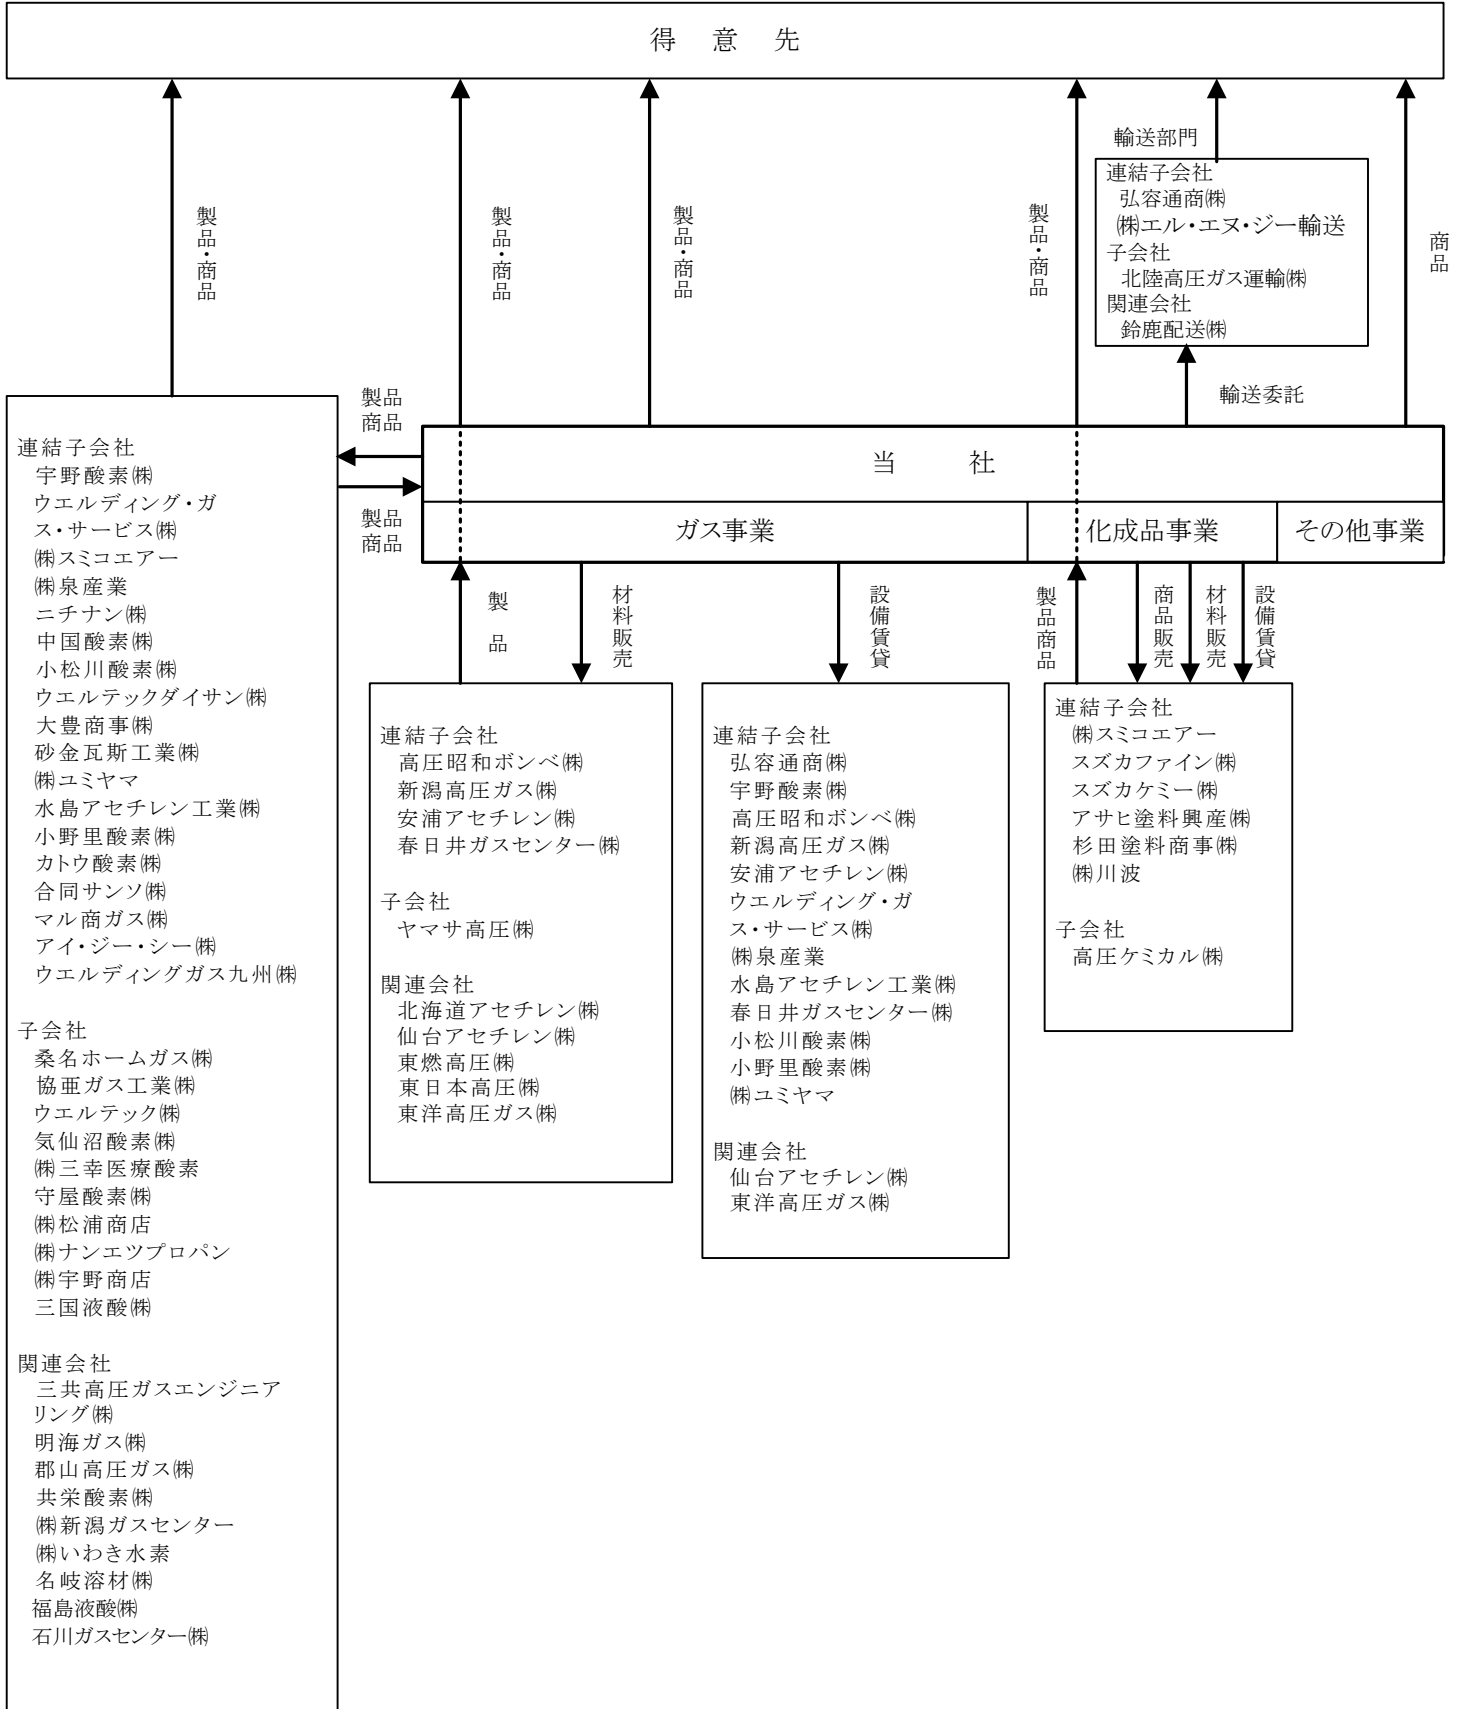 得意先
輸送部門
連結子会社
弘容通商㈱
㈱エル・エヌ・ジー輸送
子会社
北陸高圧ガス運輸㈱
関連会社
鈴鹿配送㈱
製品・商品
製品・商品
製品・商品
製品・商品
商品
輸送委託
製品
商品
製品
商品
当社
ガス事業
化成品事業
その他事業
製品
材料販売
設備賃貸
製品商品
商品販売
材料販売
設備賃貸
連結子会社
宇野酸素㈱
ウエルディング・ガ
ス・サービス㈱
㈱スミコエアー
㈱泉産業
ニチナン㈱
中国酸素㈱
小松川酸素㈱
ウエルテックダイサン㈱
大豊商事㈱
砂金瓦斯工業㈱
㈱ユミヤマ
水島アセチレン工業㈱
小野里酸素㈱
カトウ酸素㈱
合同サンソ㈱
マル商ガス㈱
アイ・ジー・シー㈱
ウエルディングガス九州㈱
子会社
桑名ホームガス㈱
協亜ガス工業㈱
ウエルテック㈱
気仙沼酸素㈱
㈱三幸医療酸素
守屋酸素㈱
㈱松浦商店
㈱ナンエツプロパン
㈱宇野商店
三国液酸㈱
関連会社
三共高圧ガスエンジニア
リング㈱
明海ガス㈱
郡山高圧ガス㈱
共栄酸素㈱
㈱新潟ガスセンター
㈱いわき水素
名岐溶材㈱
福島液酸㈱
石川ガスセンター㈱
連結子会社
高圧昭和ボンベ㈱
新潟高圧ガス㈱
安浦アセチレン㈱
春日井ガスセンター㈱
子会社
ヤマサ高圧㈱
関連会社
北海道アセチレン㈱
仙台アセチレン㈱
東燃高圧㈱
東日本高圧㈱
東洋高圧ガス㈱
連結子会社
弘容通商㈱
宇野酸素㈱
高圧昭和ボンベ㈱
新潟高圧ガス㈱
安浦アセチレン㈱
ウエルディング・ガ
ス・サービス㈱
㈱泉産業
水島アセチレン工業㈱
春日井ガスセンター㈱
小松川酸素㈱
小野里酸素㈱
㈱ユミヤマ
関連会社
仙台アセチレン㈱
東洋高圧ガス㈱
連結子会社
㈱スミコエアー
スズカファイン㈱
スズカケミー㈱
アサヒ塗料興産㈱
杉田塗料商事㈱
㈱川波
子会社
高圧ケミカル㈱